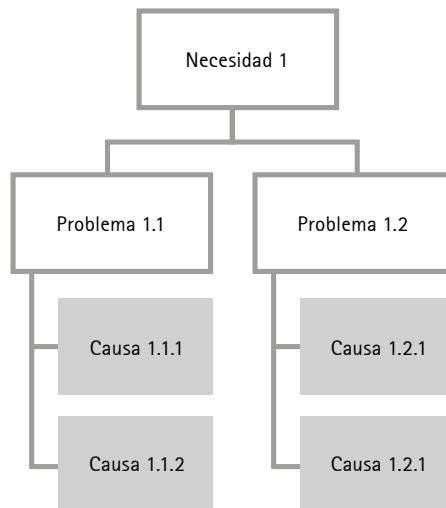 Necesidad 1
Problema 1.1
Problema 1.2
Causa 1.1.1
Causa 1.2.1
Causa 1.1.2
Causa 1.2.1